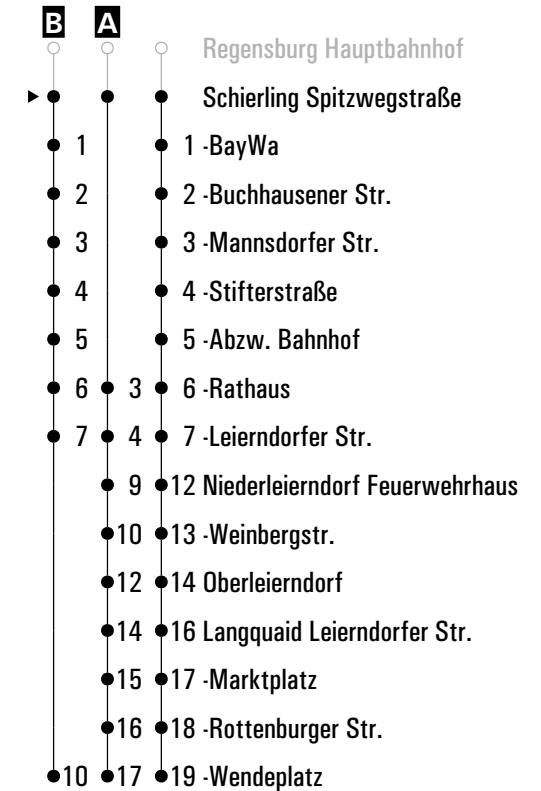 B A
Regensburg Hauptbahnhof
Schierling Spitzwegstraße
1 1 -BayWa
2 2 -Buchhausener Str.
3 3 -Mannsdorfer Str.
4 4 -Stifterstraße
5 5 -Abzw. Bahnhof
6 3 6 -Rathaus
7 4 7 -Leierndorfer Str.
9 12 Niederleierndorf Feuerwehrhaus
10 13 -Weinbergstr.
12 14 Oberleierndorf
14 16 Langquaid Leierndorfer Str.
15 17 -Marktplatz
16 18 -Rottenburger Str.
10 17 19 -Wendeplatz